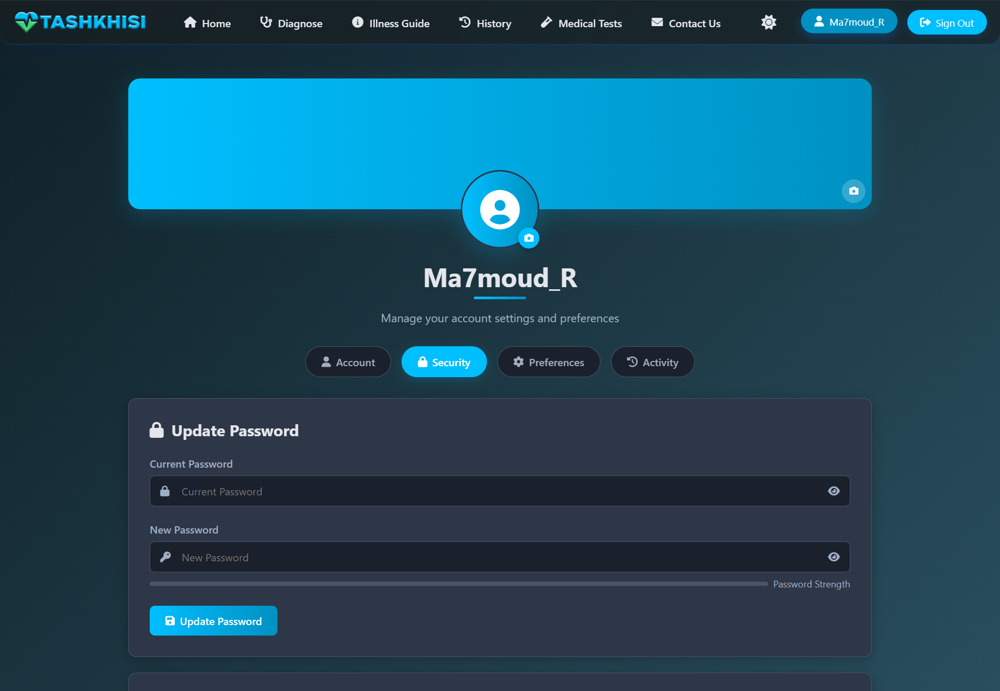 TASHKHISI
Home
Diagnose
Illness Guide
History
Medical Tests
Contact Us
Ma7moud_R
Sign Out
Ma7moud_R
Manage your account settings and preferences
Account
Security
Preferences
Activity
Update Password
Current Password
Current Password
New Password
New Password
Password Strength
Update Password